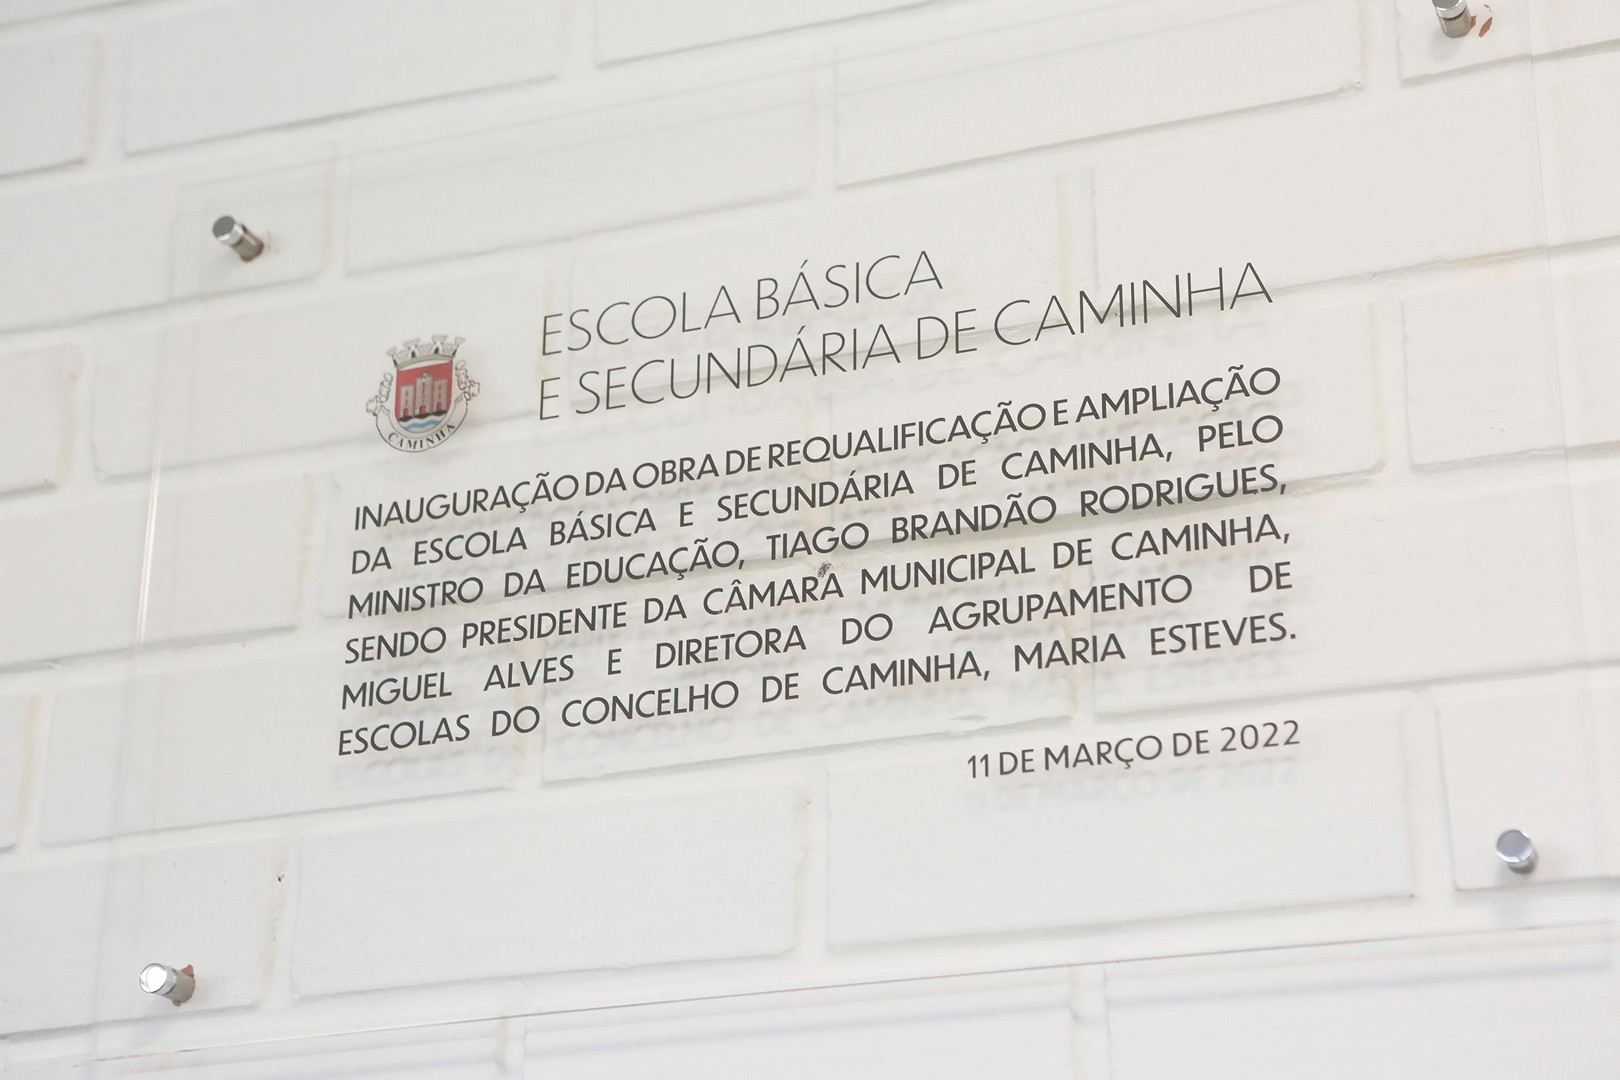 ESCOLA BÁSICA
E SECUNDÁRIA DE CAMINHA
CAMINHA
INAUGURAÇÃO DA OBRA DE REQUALIFICAÇÃO E AMPLIAÇÃO
DA ESCOLA BÁSICA E SECUNDÁRIA DE CAMINHA, PELO
MINISTRO DA EDUCAÇÃO, TIAGO BRANDÃO RODRIGUES,
SENDO PRESIDENTE DA CÂMARA MUNICIPAL DE CAMINHA,
MIGUEL ALVES E DIRETORA DO AGRUPAMENTO DE
ESCOLAS DO CONCELHO DE CAMINHA, MARIA ESTEVES.
11 DE MARÇO DE 2022